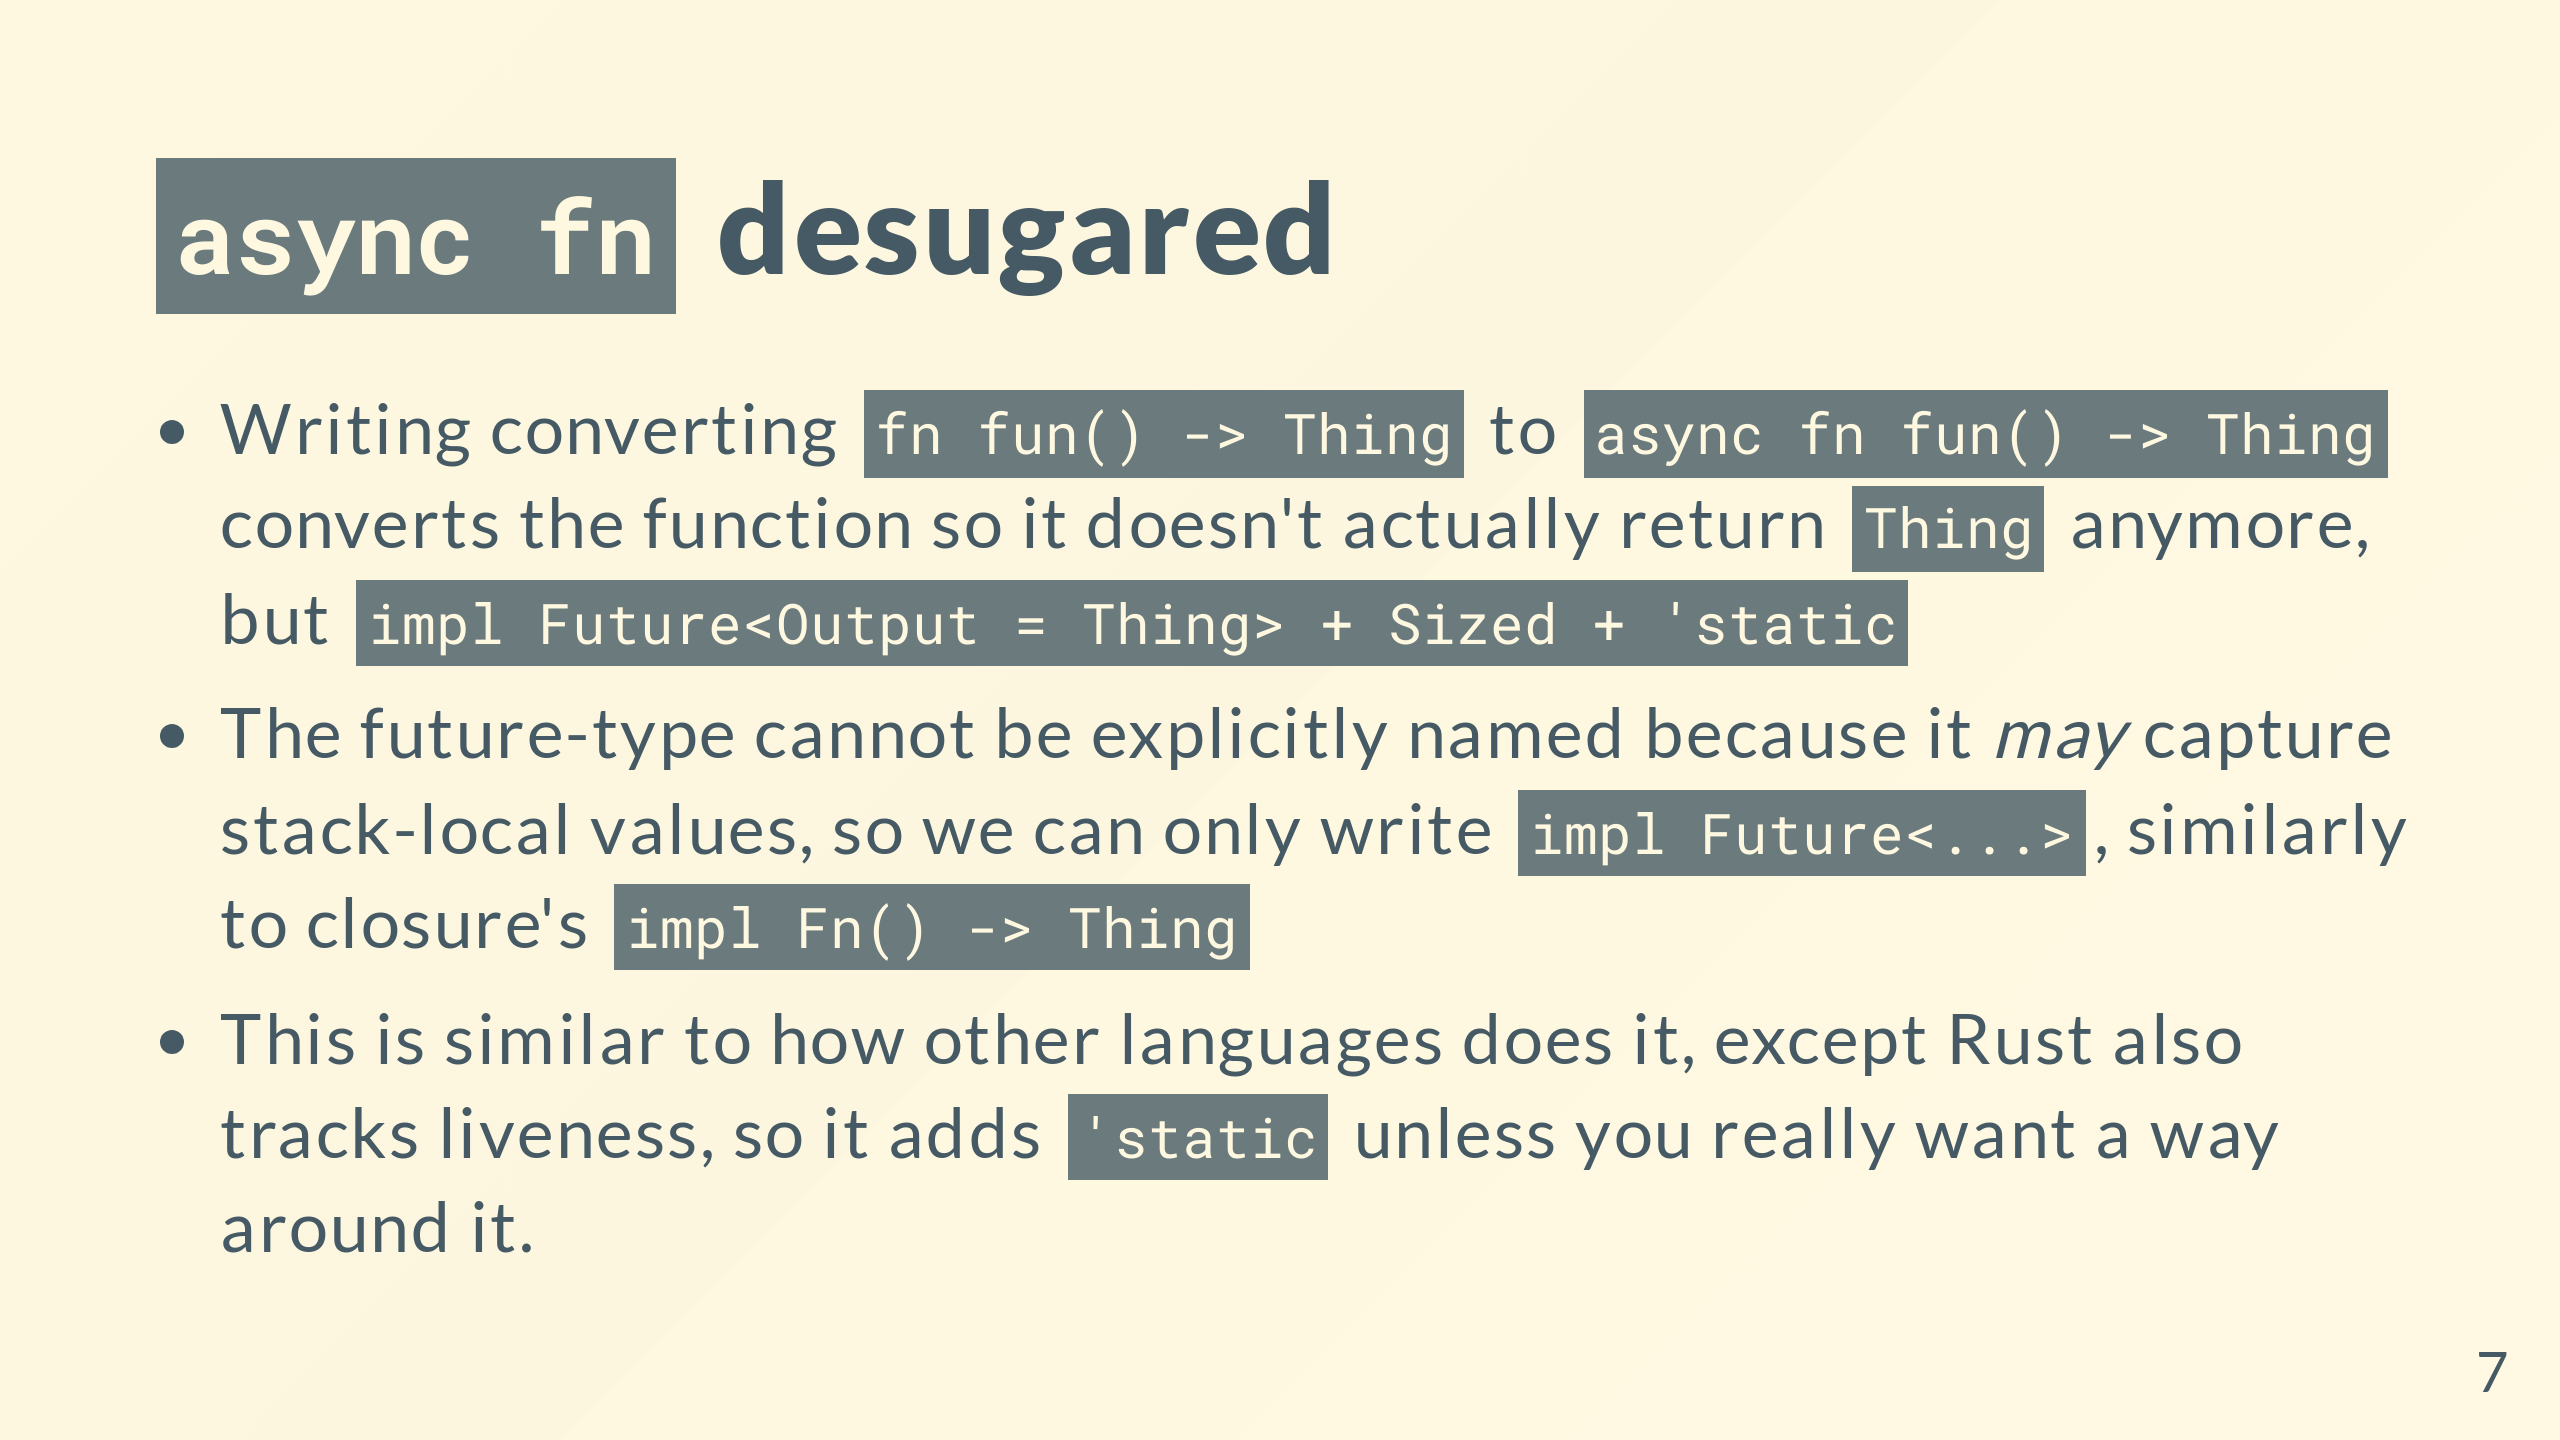 async fn desugared
• Writing converting fn fun() -> Thing to async fn fun() -> Thing
converts the function so it doesn't actually return Thing anymore,
but impl Future<Output = Thing> + Sized + 'static
• The future-type cannot be explicitly named because it may capture
stack-local values, so we can only write impl Future<...>, similarly
to closure's impl Fn() -> Thing
• This is similar to how other languages does it, except Rust also
tracks liveness, so it adds 'static unless you really want a way
around it.
7